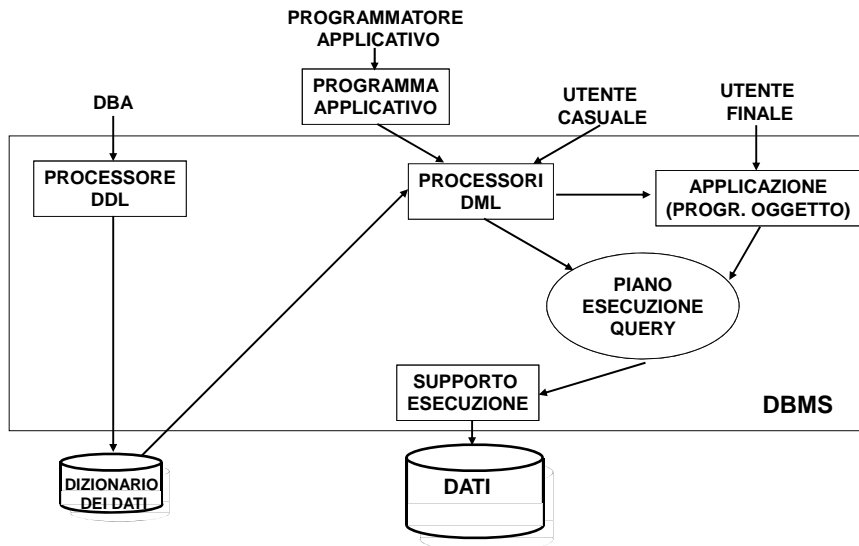 PROGRAMMATORE
APPLICATIVO
PROGRAMMA
APPLICATIVO
DBA
UTENTE
CASUALE
UTENTE
FINALE
PROCESSORE
DDL
PROCESSORI
DML
APPLICAZIONE
(PROGR. OGGETTO)
PIANO
ESECUZIONE
QUERY
SUPPORTO
ESECUZIONE
DBMS
DIZIONARIO
DEI DATI
DATI